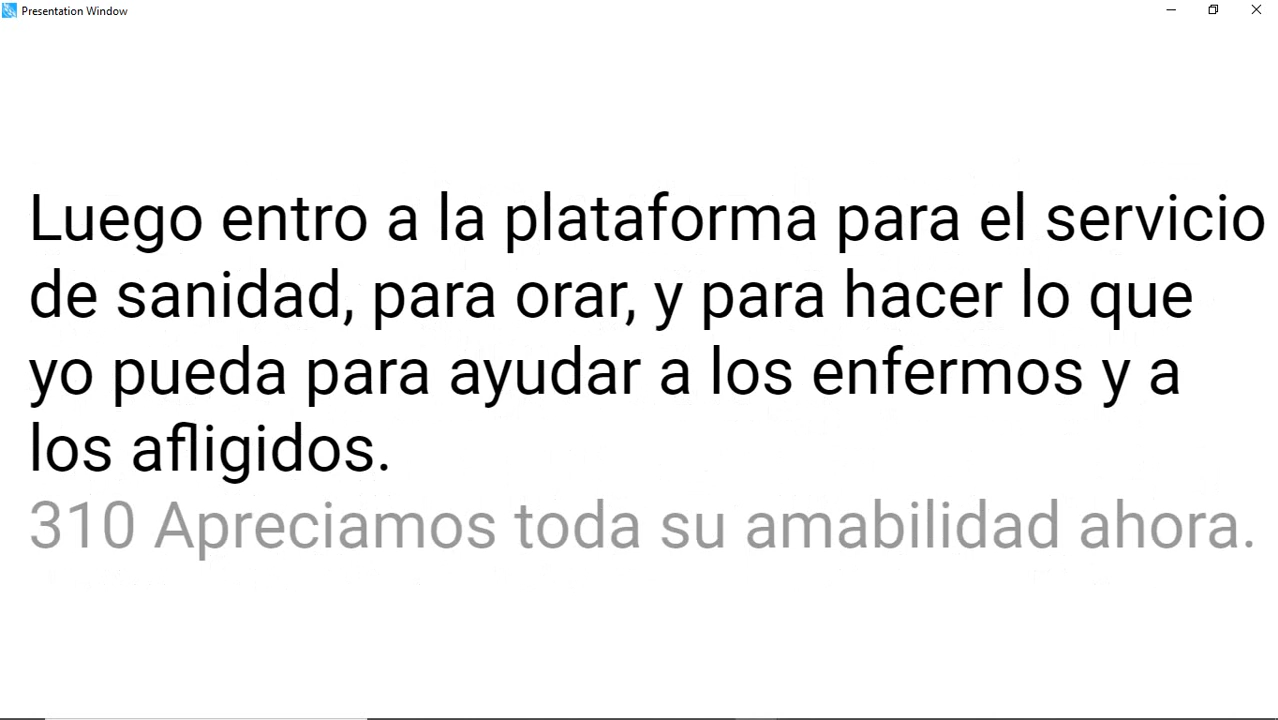 Presentation Window
Luego entro a la plataforma para el servicio
de sanidad, para orar, y para hacer lo que
yo pueda para ayudar a los enfermos y a
los afligidos.
310 Apreciamos toda su amabilidad ahora.